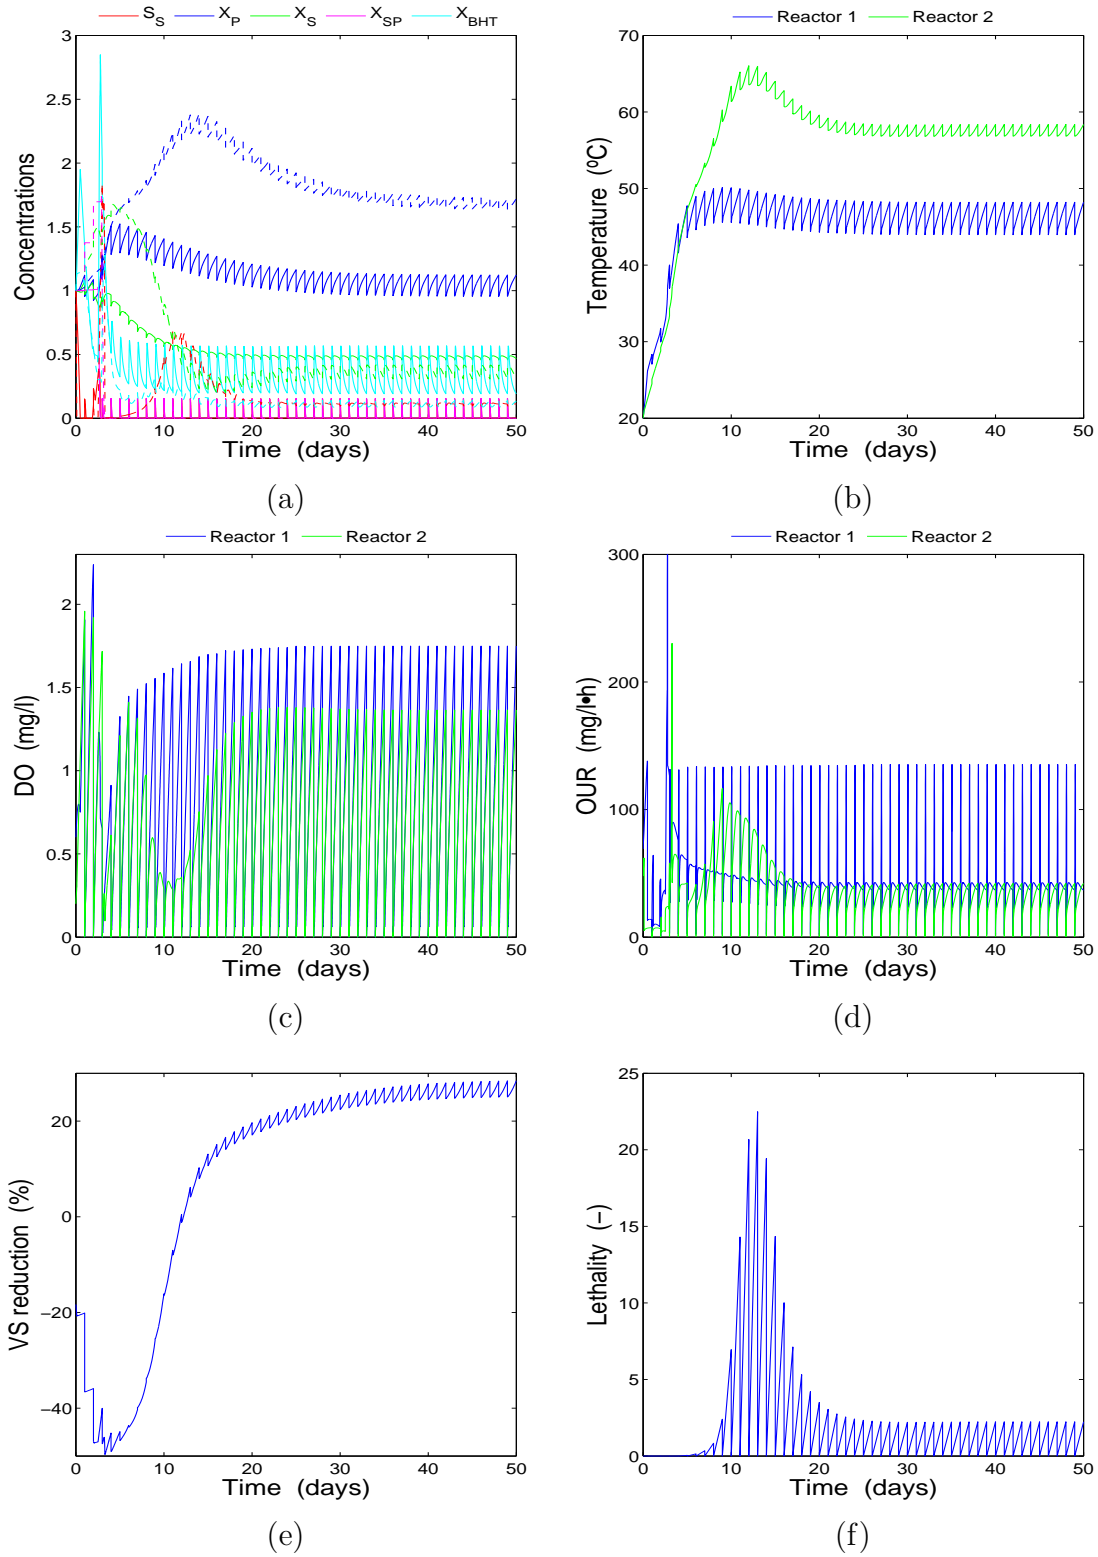 S_S X_P X_S X_SP X_BHT
3
2.5
2
1.5
1
0.5
0
Concentrations
0 10 20 30 40 50
Time (days)
(a)
Reactor 1 Reactor 2
70
60
50
40
30
20
Temperature (ºC)
0 10 20 30 40 50
Time (days)
(b)
Reactor 1 Reactor 2
2
1.5
1
0.5
0
DO (mg/l)
0 10 20 30 40 50
Time (days)
(c)
Reactor 1 Reactor 2
300
200
100
0
OUR (mg/l•h)
0 10 20 30 40 50
Time (days)
(d)
20
0
−20
−40
VS reduction (%)
0 10 20 30 40 50
Time (days)
(e)
25
20
15
10
5
0
Lethality (−)
0 10 20 30 40 50
Time (days)
(f)